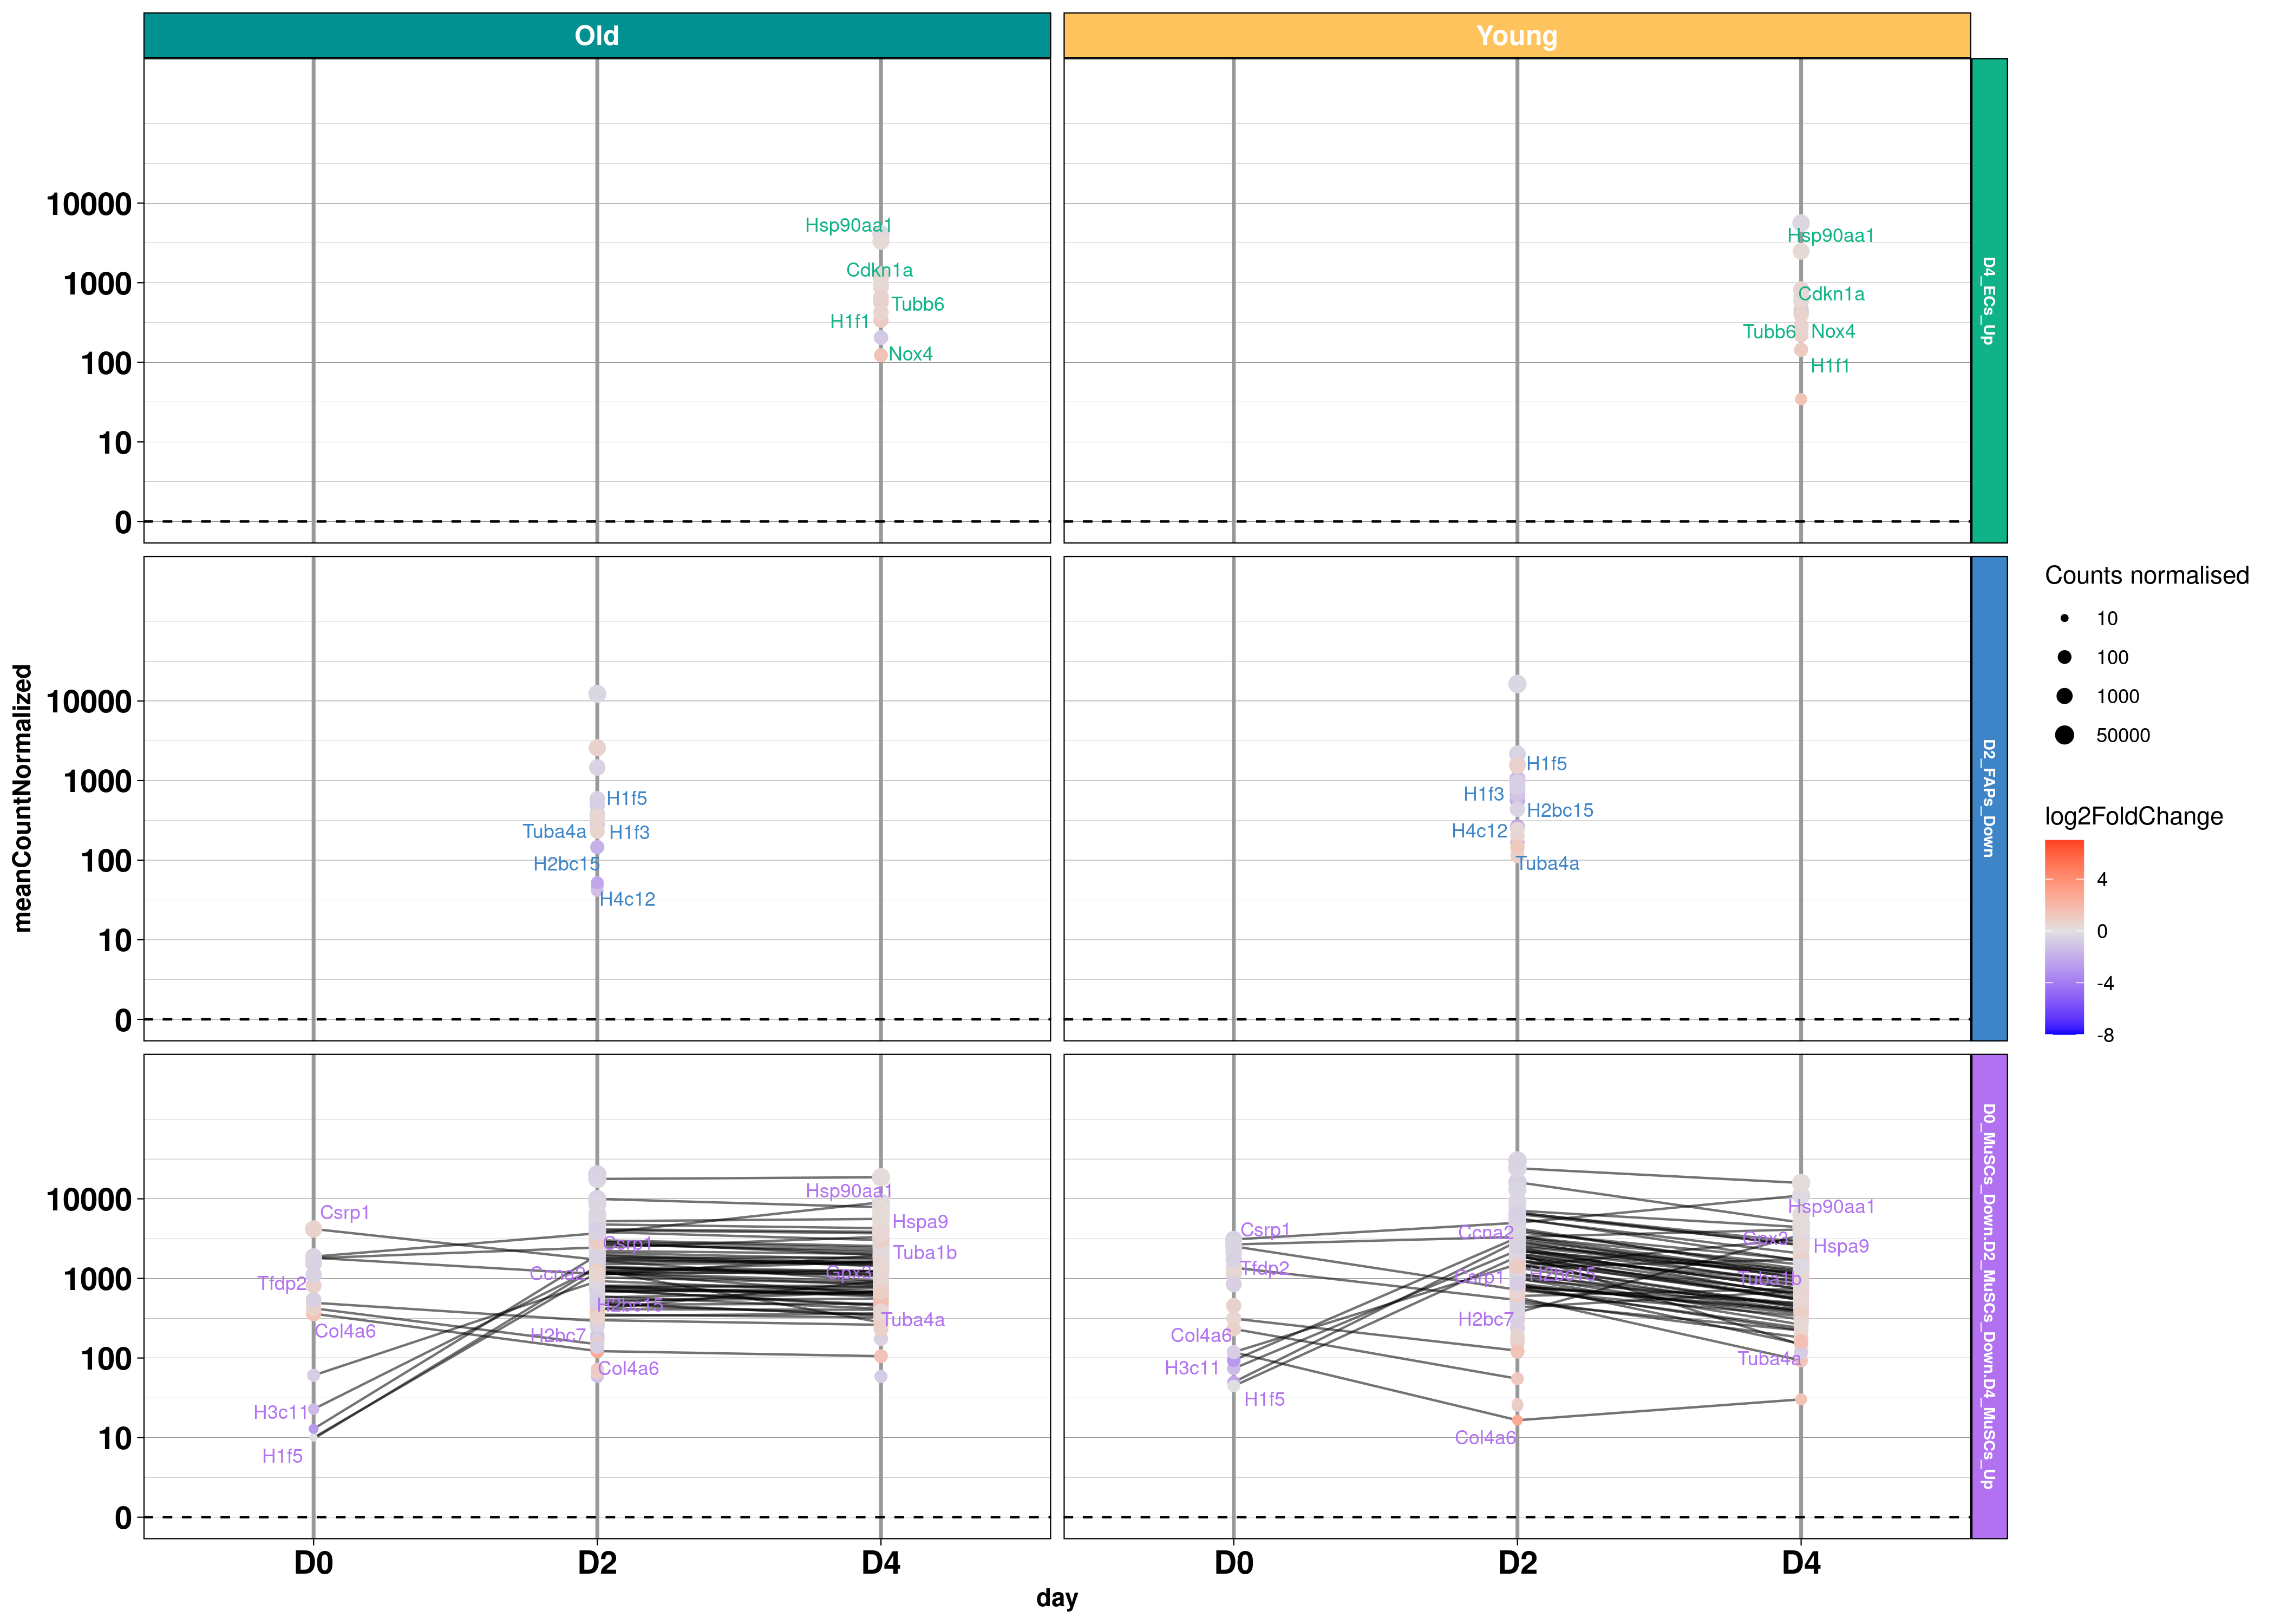 Old
Young
10000
1000
100
10
0
Hsp90aa1
Cdkn1a
Tubb6
H1f1
Nox4
Hsp90aa1
Cdkn1a
Tubb6
Nox4
H1f1
D4_ECs_Up
meanCountNormalized
10000
1000
100
10
0
H1f5
Tuba4a
H1f3
H2bc15
H4c12
H1f5
H1f3
H2bc15
H4c12
Tuba4a
D2_FAPs_Down
10000
1000
100
10
0
Csrp1
Tfdp2
Col4a6
H3c11
H1f5
Csrp1
Ccna2
H2bc15
H2bc7
Col4a6
Hsp90aa1
Hspa9
Tuba1b
Gpx3
Tuba4a
Csrp1
Tfdp2
Col4a6
H3c11
H1f5
Ccna2
Csrp1
H2bc15
H2bc7
Col4a6
Hsp90aa1
Gpx3
Hspa9
Tuba1b
Tuba4a
D0_MuSCs_Down.D2_MuSCs_Down.D4_MuSCs_Up
D0
D2
D4
D0
D2
D4
day
Counts normalised
10
100
1000
50000
log2FoldChange
4
0
-4
-8